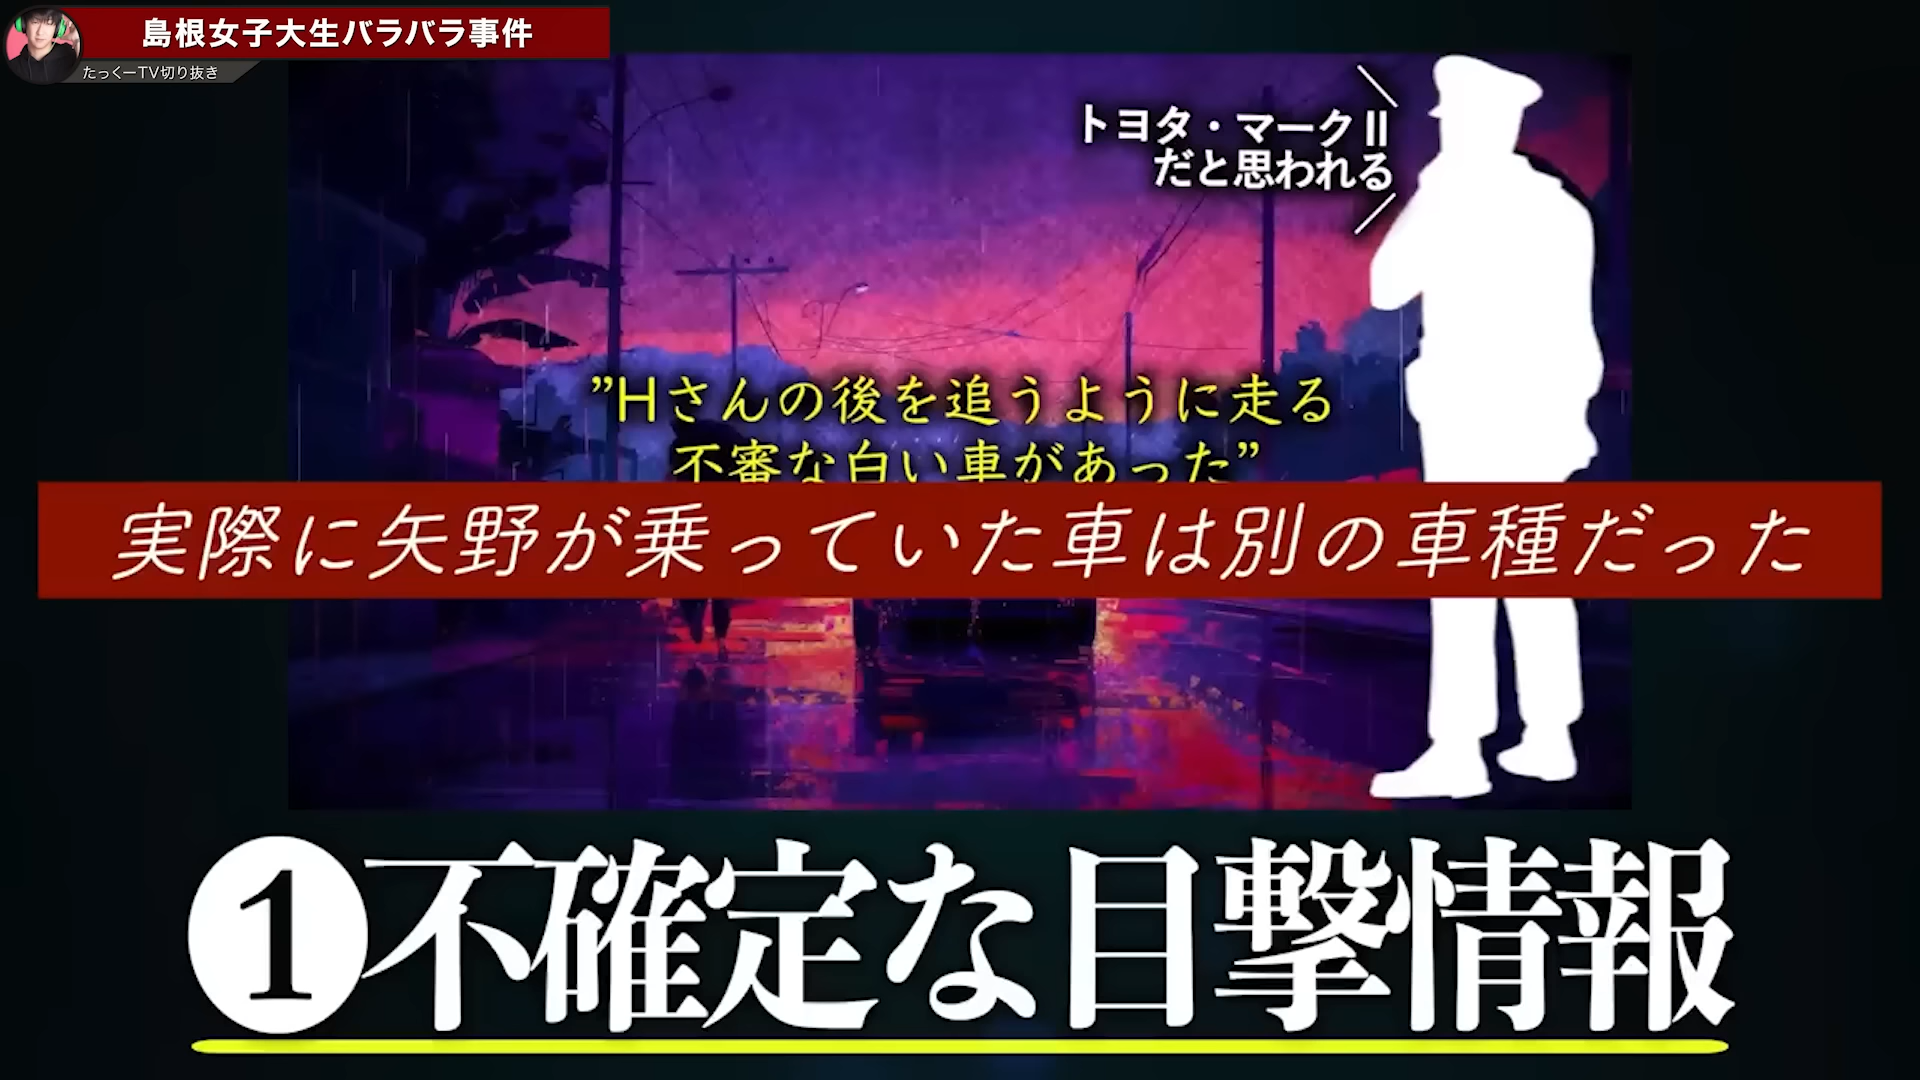 島根女子大生バラバラ事件
たっくーTV切り抜き
トヨタ・マークⅡ
だと思われる
”Hさんの後を追うように走る
不審な白い車があった”
実際に矢野が乗っていた車は別の車種だった
❶不確定な目撃情報